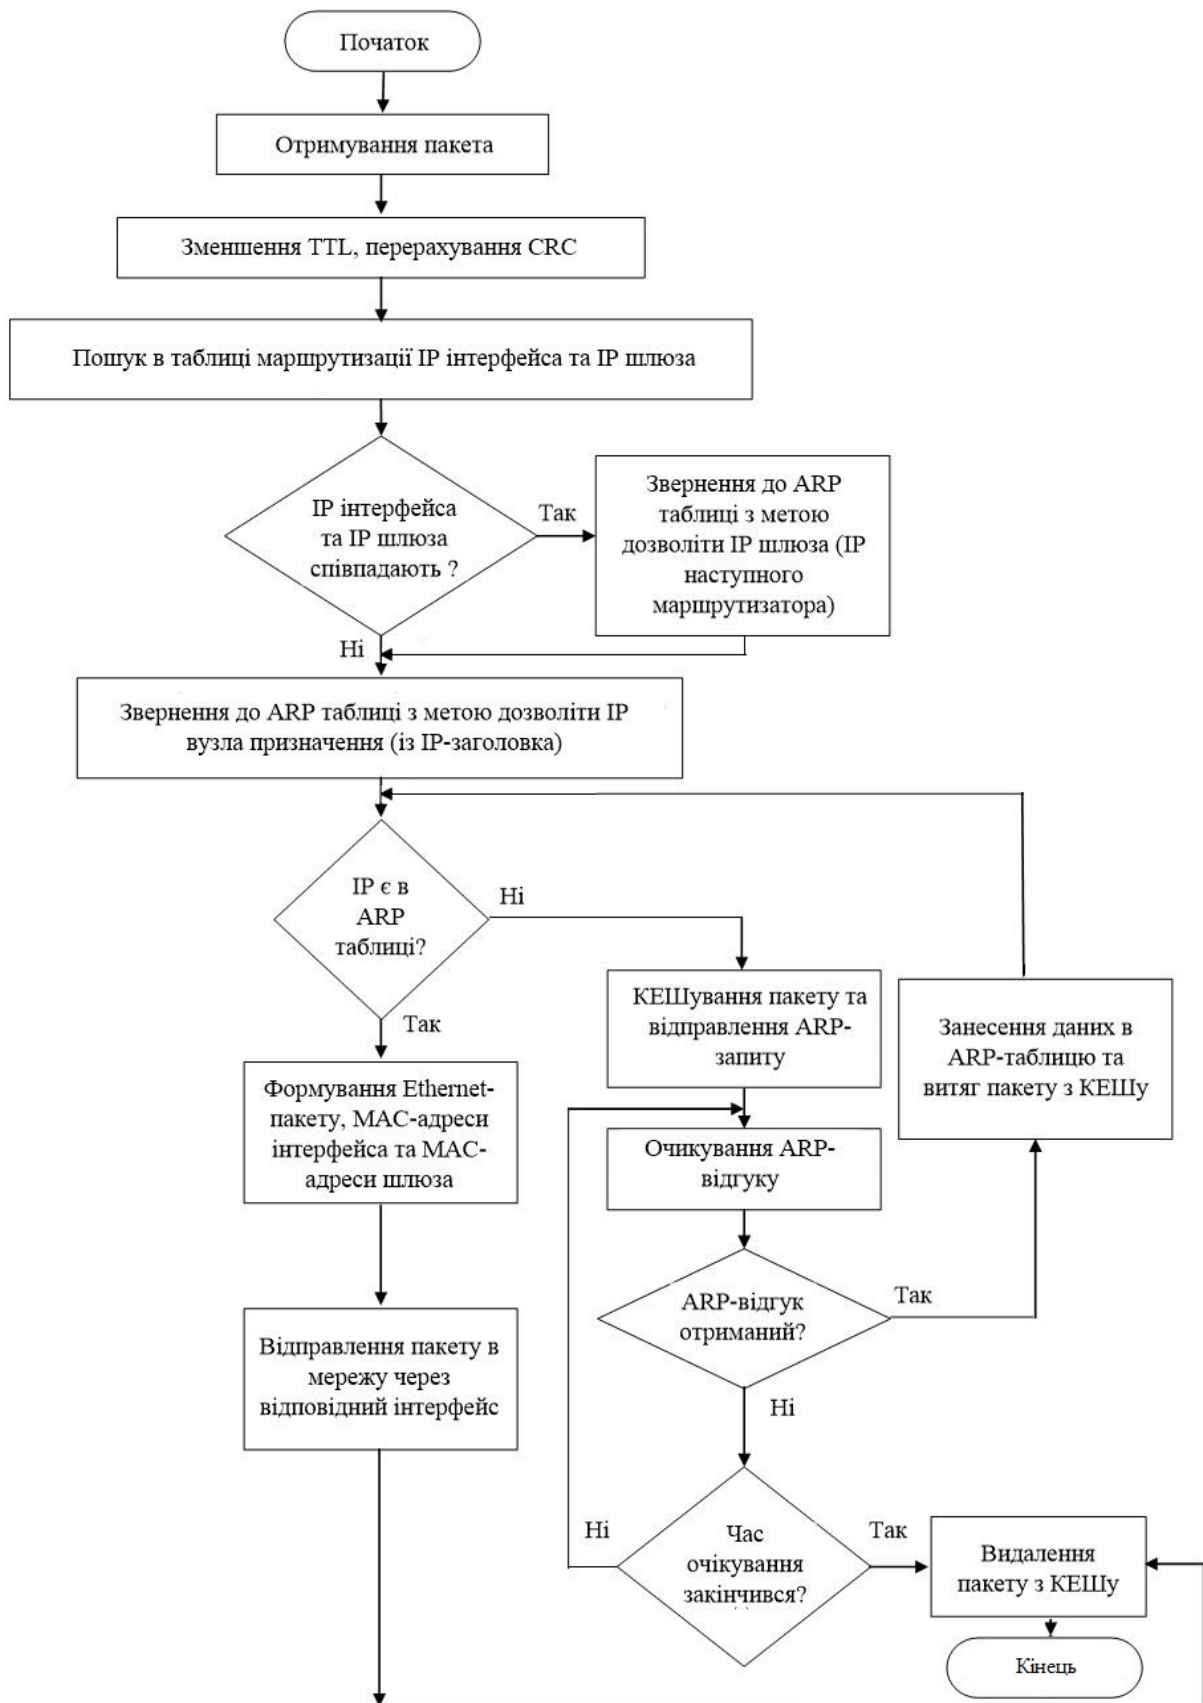 Початок
Отримування пакета
Зменшення TTL, перерахування CRC
Пошук в таблиці маршрутизації IP інтерфейса та IP шлюза
IP інтерфейса
та IP шлюза
співпадають ?
Так
Звернення до ARP
таблиці з метою
дозволіти IP шлюза (IP
наступного
маршрутизатора)
Ні
Звернення до ARP таблиці з метою дозволіти IP
вузла призначення (із IP-заголовка)
IP є в
ARP
таблиці?
Ні
Так
КЕШування пакету та
відправлення ARP-
запиту
Занесення даних в
ARP-таблицю та
витяг пакету з КЕШу
Формування Ethernet-
пакету, MAC-адреси
інтерфейса та MAC-
адреси шлюза
Очикування ARP-
відгуку
ARP-відгук
отриманий?
Так
Ні
Відправлення пакету в
мережу через
відповідний інтерфейс
Час
очікування
закінчився?
Ні
Так
Видалення
пакету з КЕШу
Кінець